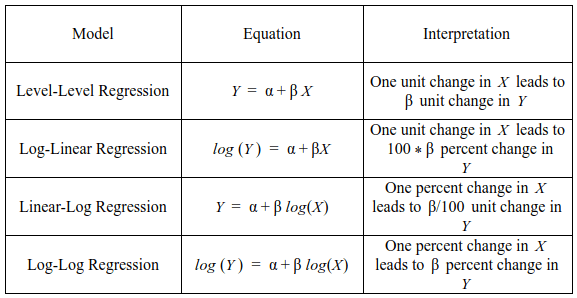 Model Equation Interpretation
Level-Level Regression Y = α + β X One unit change in X leads to
β unit change in Y
Log-Linear Regression log (Y) = α + βX One unit change in X leads to
100 * β percent change in
Y
Linear-Log Regression Y = α + β log(X) One percent change in X
leads to β/100 unit change in
Y
Log-Log Regression log (Y) = α + β log(X) One percent change in X
leads to β percent change in
Y